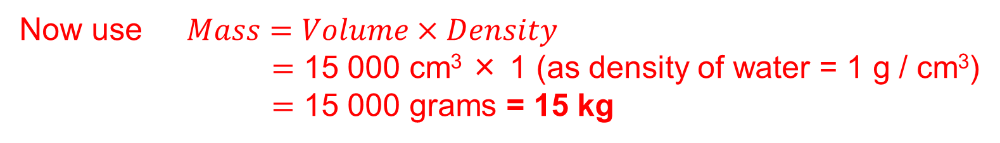 Now use Mass = Volume × Density
= 15 000 cm³ × 1 (as density of water = 1 g / cm³)
= 15 000 grams = 15 kg